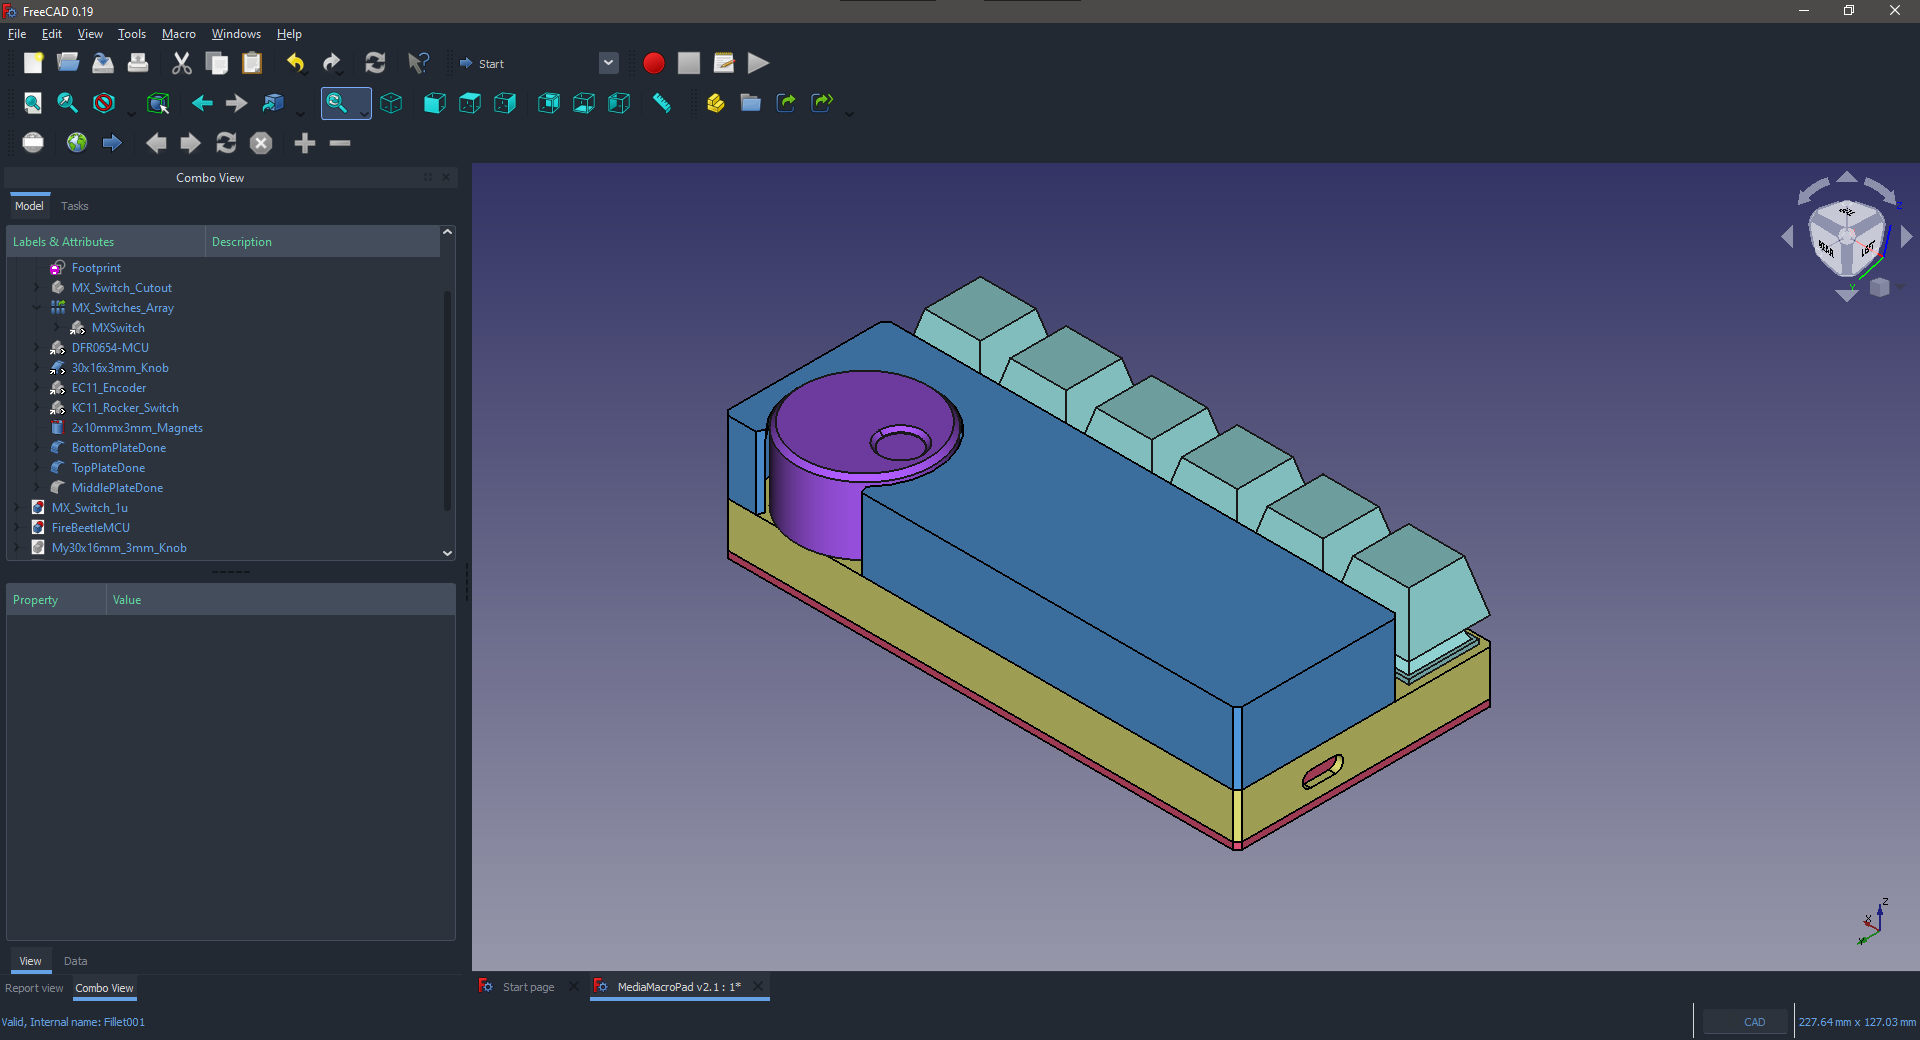 FreeCAD 0.19
File Edit View Tools Macro Windows Help
Start
Combo View
Model Tasks
Labels & Attributes Description
Footprint
MX_Switch_Cutout
MX_Switches_Array
MXSwitch
DFR0654-MCU
30x16x3mm_Knob
EC11_Encoder
KC11_Rocker_Switch
2x10mmx3mm_Magnets
BottomPlateDone
TopPlateDone
MiddlePlateDone
MX_Switch_1u
FireBeetleMCU
My30x16mm_3mm_Knob
Property Value
View Data
Report view Combo View
Valid, Internal name: Fillet001
REAR
LEFT
Z
Y
Z
X
Y
Start page
MediaMacroPad v2.1 : 1*
CAD
227.64 mm x 127.03 mm